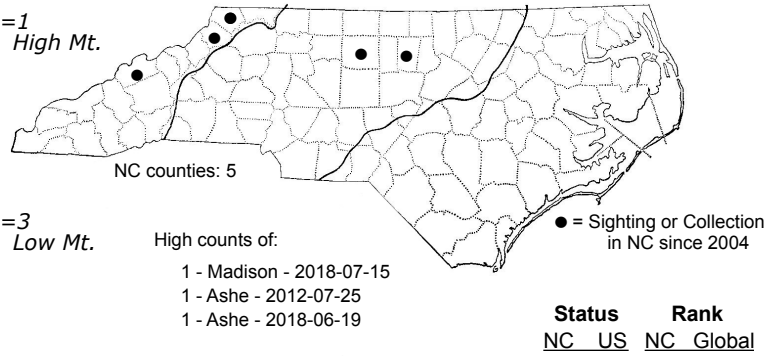 =1
High Mt.
NC counties: 5
=3
Low Mt.
High counts of:
1 - Madison - 2018-07-15
1 - Ashe - 2012-07-25
1 - Ashe - 2018-06-19
● = Sighting or Collection
in NC since 2004
Status Rank
NC US NC Global